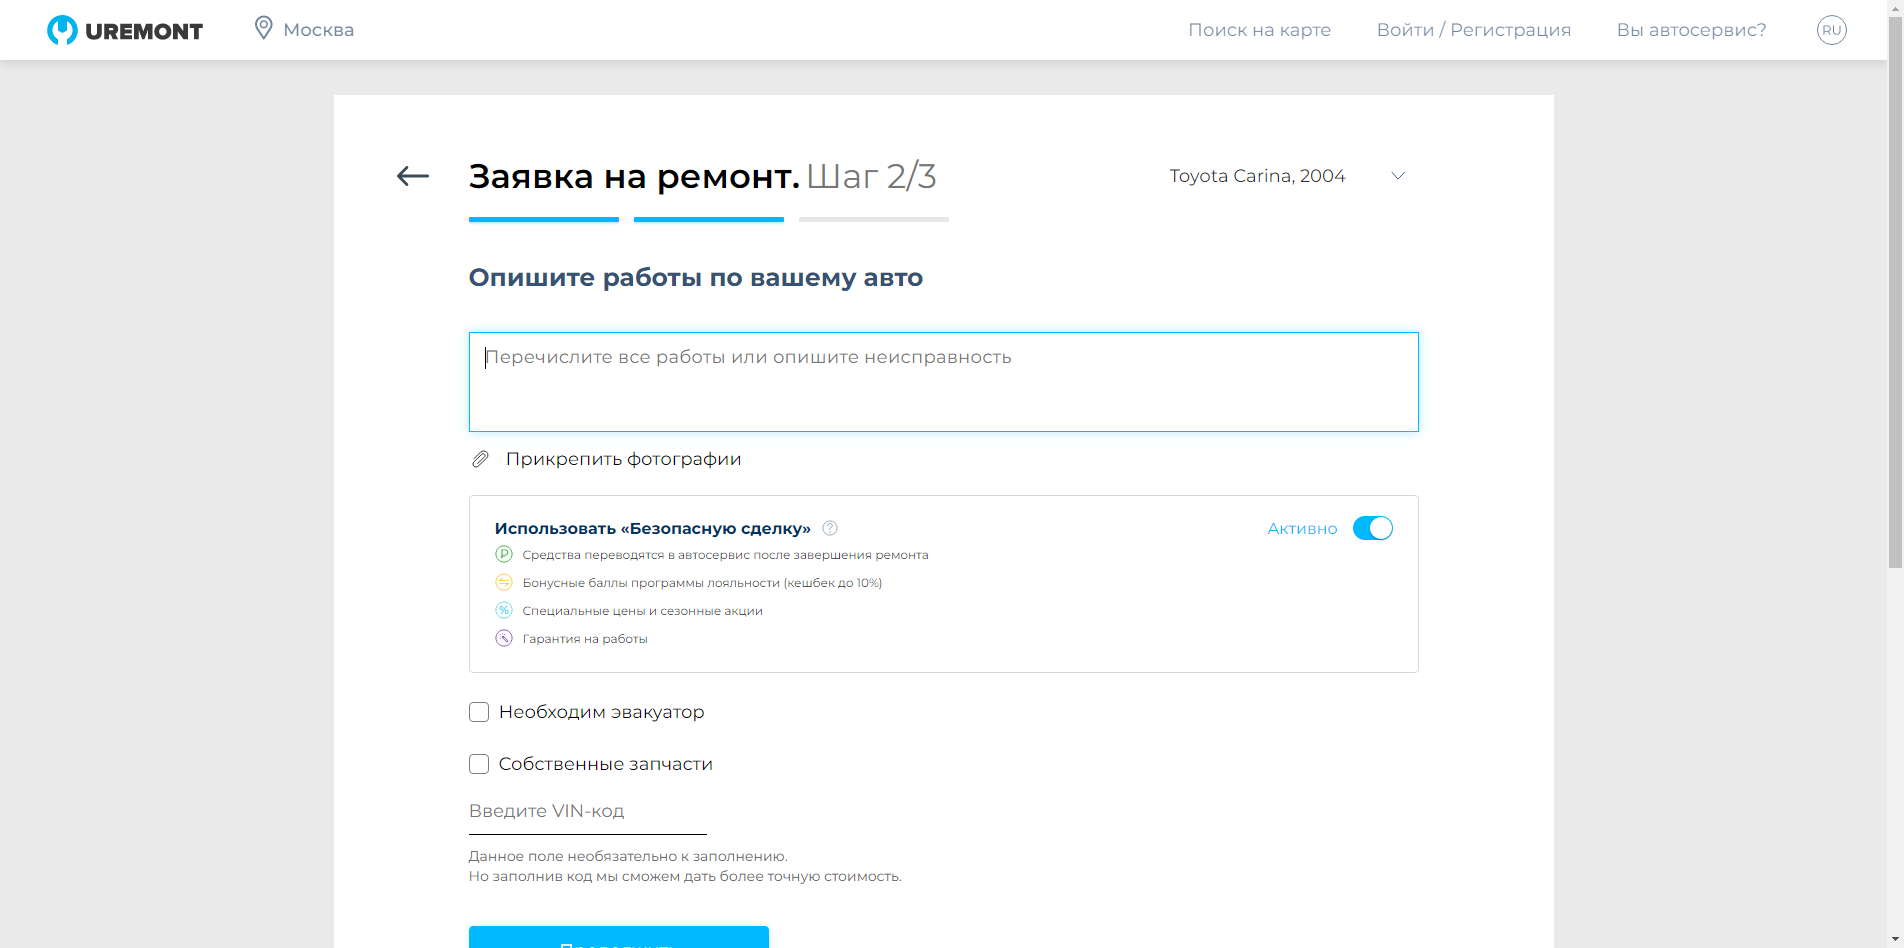 UREMONT
Москва
Поиск на карте
Войти / Регистрация
Вы автосервис?
RU
Заявка на ремонт. Шаг 2/3
Toyota Carina, 2004
Опишите работы по вашему авто
Перечислите все работы или опишите неисправность
Прикрепить фотографии
Использовать «Безопасную сделку» ?
Активно
Средства переводятся в автосервис после завершения ремонта
Бонусные баллы программы лояльности (кешбек до 10%)
Специальные цены и сезонные акции
Гарантия на работы
Необходим эвакуатор
Собственные запчасти
Введите VIN-код
Данное поле необязательно к заполнению.
Но заполнив код мы сможем дать более точную стоимость.